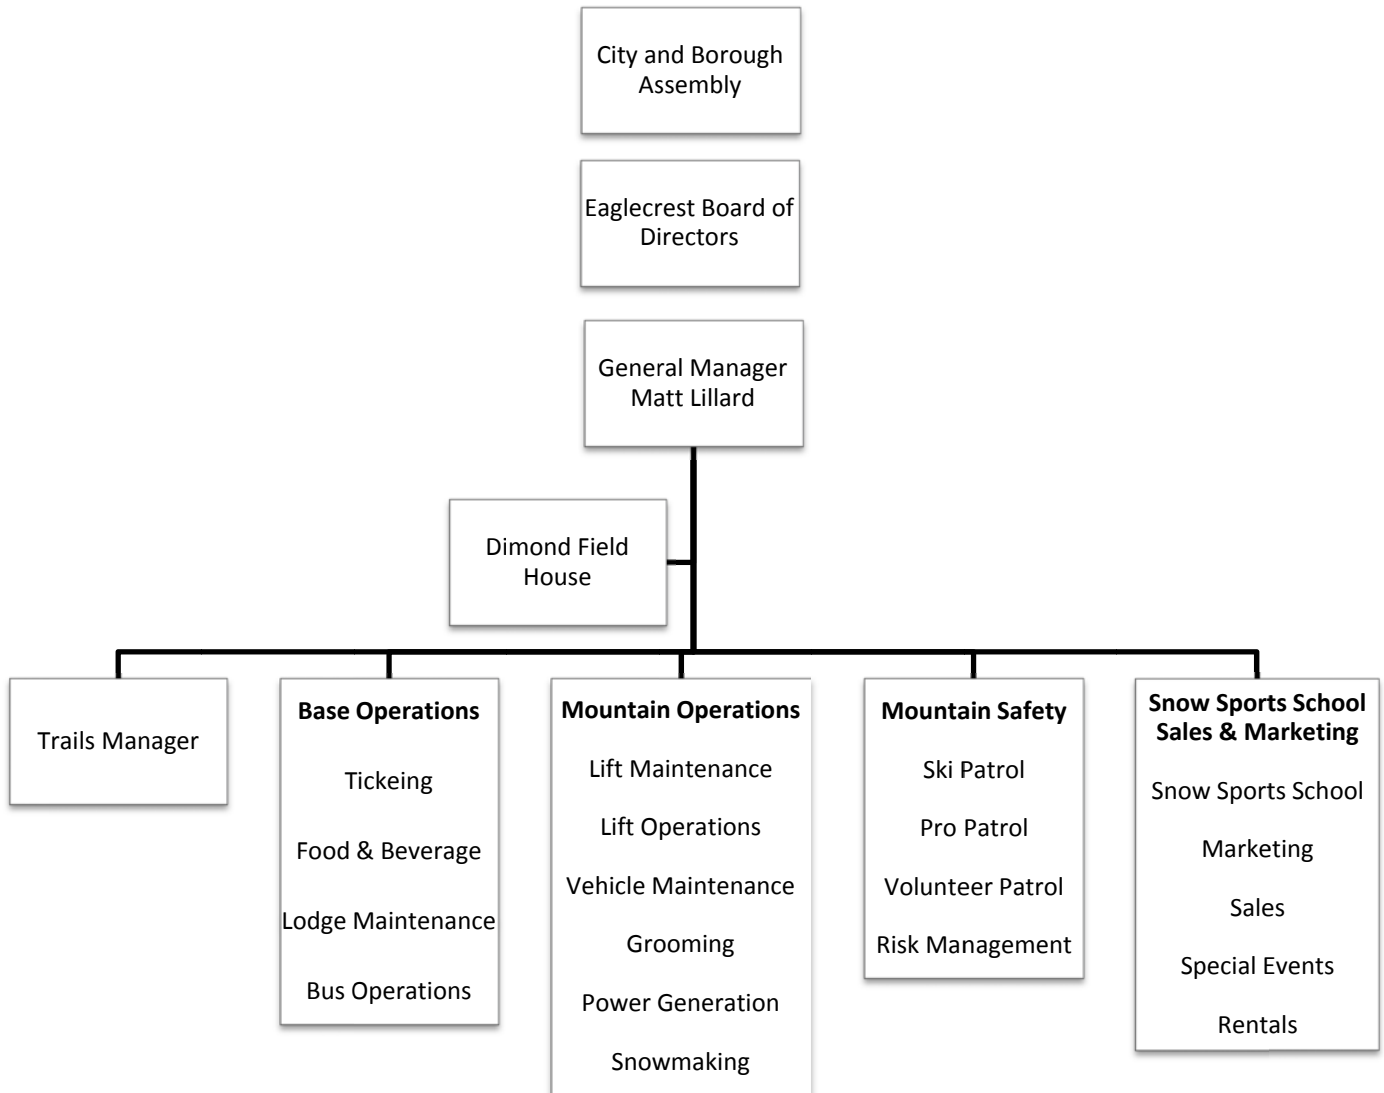 City and Borough
Assembly
Eaglecrest Board of
Directors
General Manager
Matt Lillard
Dimond Field
House
Trails Manager
Base Operations
Tickeing
Food & Beverage
Lodge Maintenance
Bus Operations
Mountain Operations
Lift Maintenance
Lift Operations
Vehicle Maintenance
Grooming
Power Generation
Snowmaking
Mountain Safety
Ski Patrol
Pro Patrol
Volunteer Patrol
Risk Management
Snow Sports School
Sales & Marketing
Snow Sports School
Marketing
Sales
Special Events
Rentals